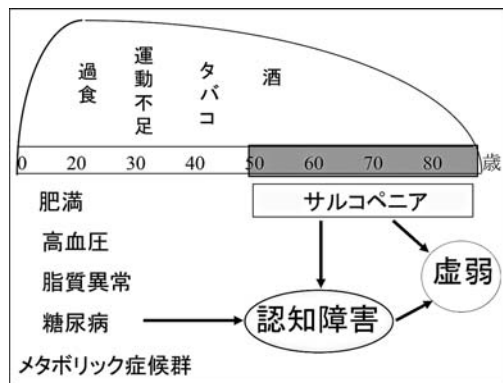 過食
運動不足
タバコ
酒
0 20 30 40 50 60 70 80 歳
肥満
サルコペニア
高血圧
虚弱
脂質異常
糖尿病
認知障害
メタボリック症候群